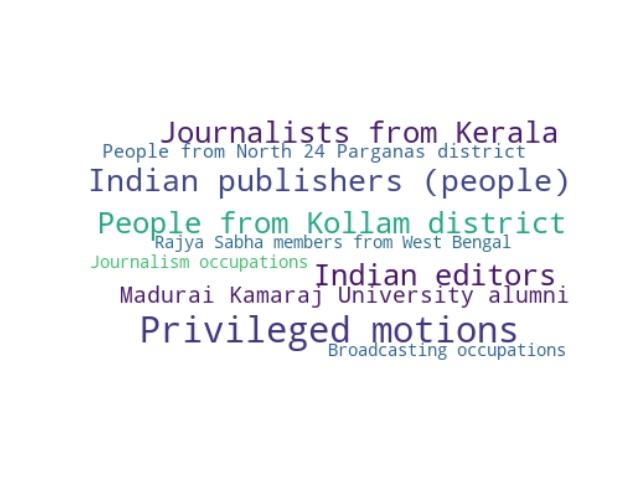 Journalists from Kerala
People from North 24 Parganas district
Indian publishers (people)
People from Kollam district
Rajya Sabha members from West Bengal
Journalism occupations
Indian editors
Madurai Kamaraj University alumni
Privileged motions
Broadcasting occupations